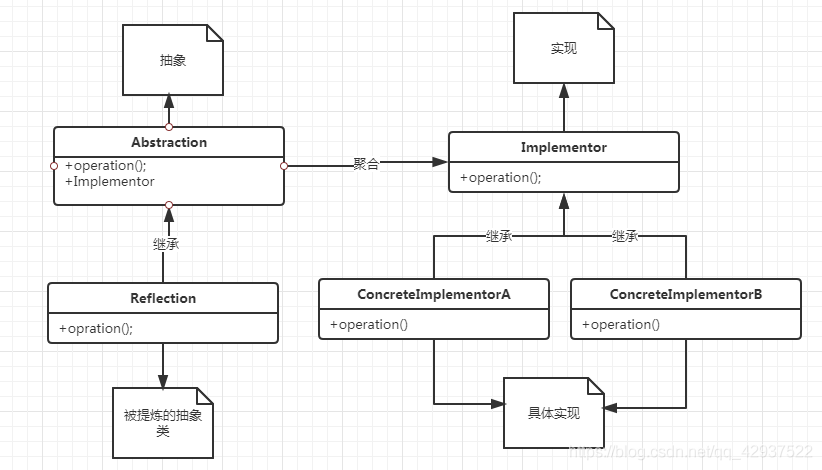 抽象
实现
Abstraction
+operation();
+Implementor
聚合
Implementor
+operation();
继承
继承
继承
Reflection
+opration();
ConcreteImplementorA
+operation()
ConcreteImplementorB
+operation()
被提炼的抽象
类
具体实现
https://blog.csdn.net/qq_42937522